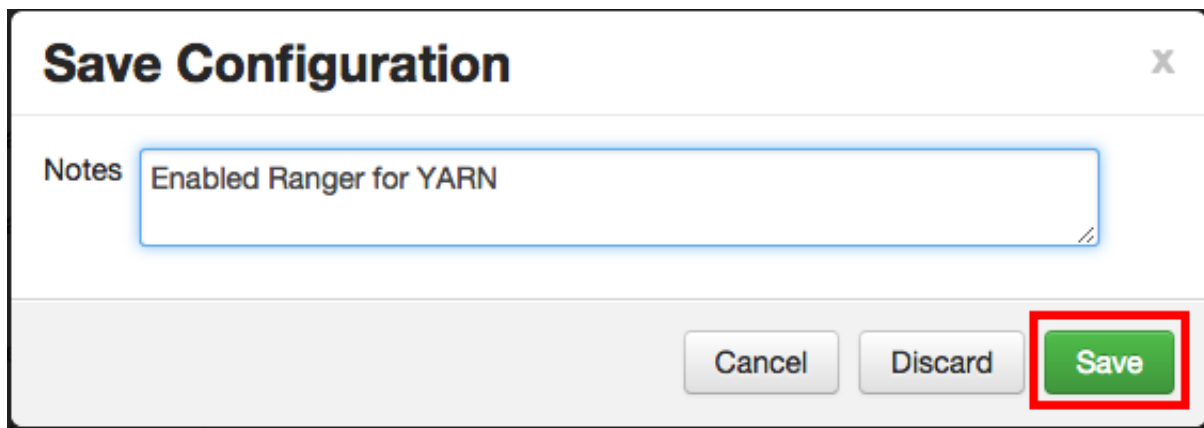 Save Configuration
x
Notes
Enabled Ranger for YARN
Cancel
Discard
Save